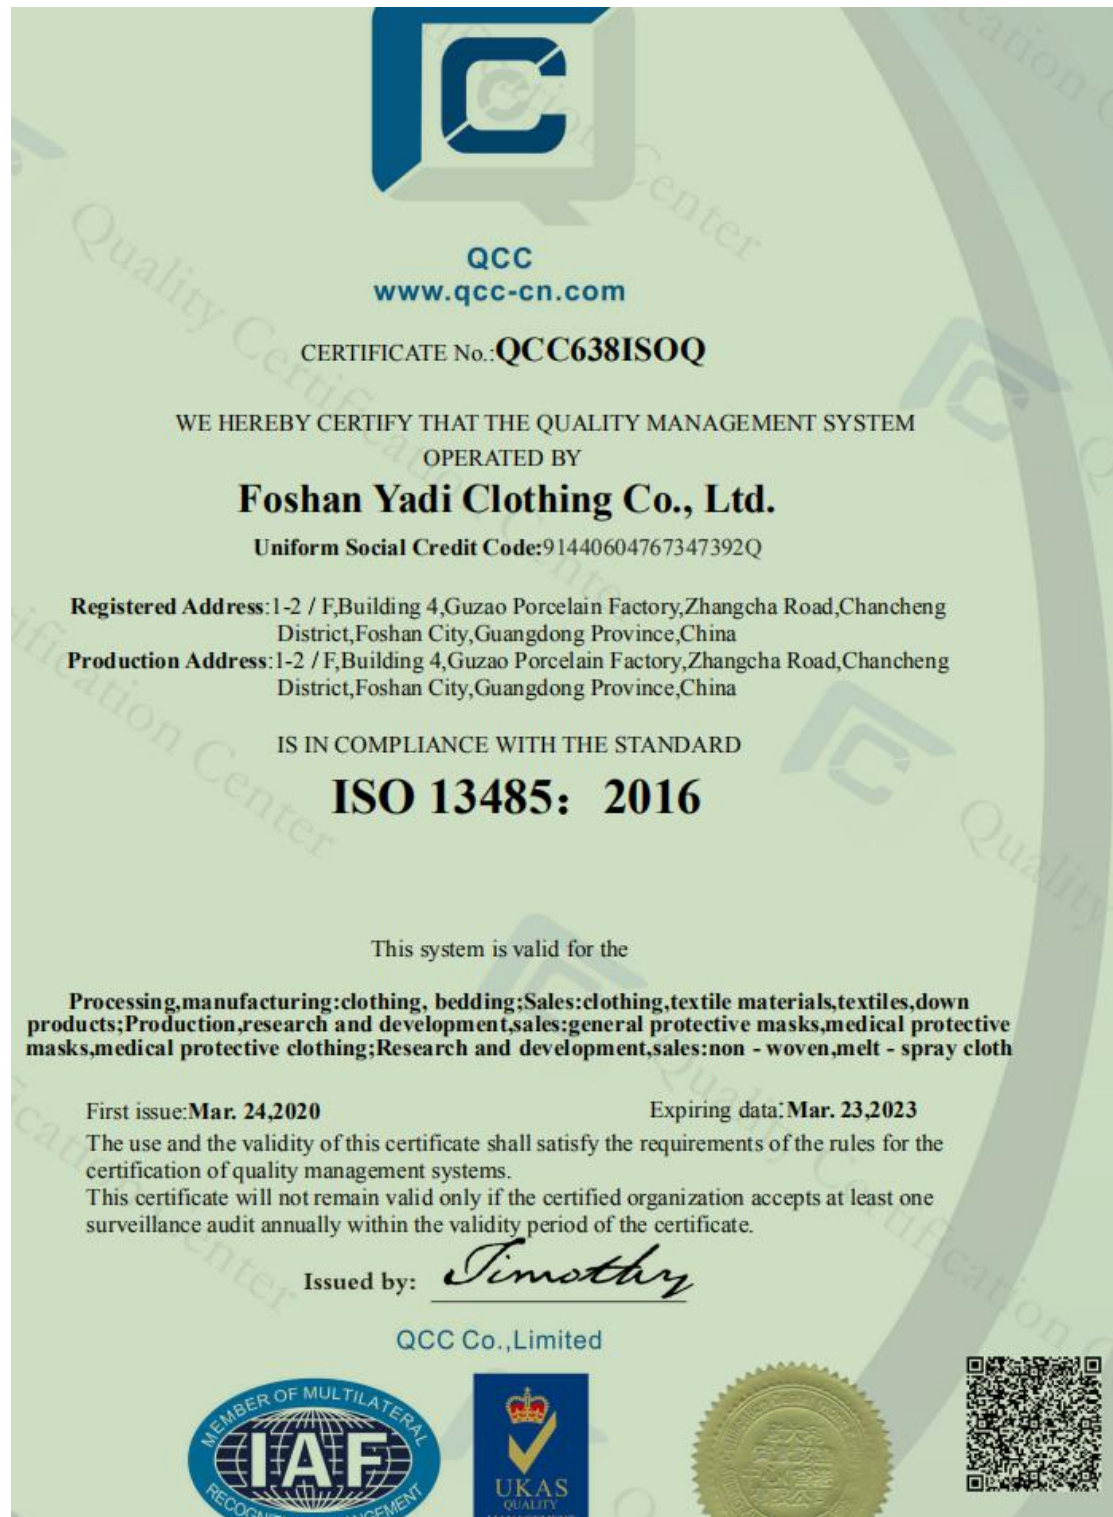 QCC
www.qcc-cn.com
CERTIFICATE No.:QCC638ISOQ
WE HEREBY CERTIFY THAT THE QUALITY MANAGEMENT SYSTEM
OPERATED BY
Foshan Yadi Clothing Co., Ltd.
Uniform Social Credit Code:91440604767347392Q
Registered Address:1-2 / F,Building 4,Guzao Porcelain Factory,Zhangcha Road,Chancheng
District,Foshan City,Guangdong Province,China
Production Address:1-2 / F,Building 4,Guzao Porcelain Factory,Zhangcha Road,Chancheng
District,Foshan City,Guangdong Province,China
IS IN COMPLIANCE WITH THE STANDARD
ISO 13485：2016
This system is valid for the
Processing,manufacturing:clothing, bedding;Sales:clothing,textile materials,textiles,down
products;Production,research and development,sales:general protective masks,medical protective
masks,medical protective clothing;Research and development,sales:non - woven,melt - spray cloth
First issue:Mar. 24,2020 Expiring data:Mar. 23,2023
The use and the validity of this certificate shall satisfy the requirements of the rules for the
certification of quality management systems.
This certificate will not remain valid only if the certified organization accepts at least one
surveillance audit annually within the validity period of the certificate.
Issued by: Timothy
QCC Co.,Limited
MEMBER OF MULTILATERAL
IAF
UKAS
QUALITY
Quality Certification Center